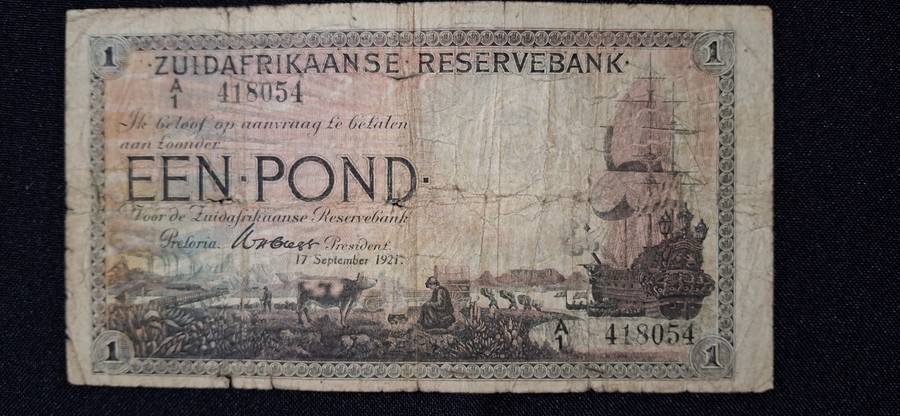 1 1
·ZUIDAFRIKAANSE·RESERVEBANK·
A/1 418054
Ik beloof op aanvraag te betalen
aan toonder
EEN·POND·
Voor de Zuidafrikaanse Reservebank
Pretoria. President.
17 September 1921.
A/1 418054
1 1